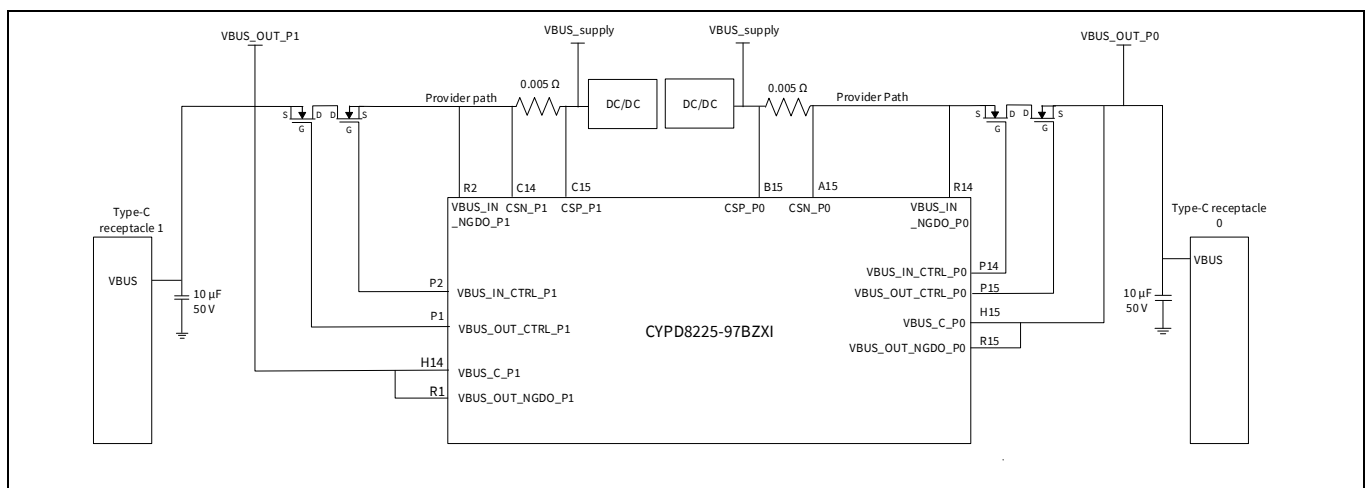 VBUS_supply
VBUS_supply
VBUS_OUT_P1
VBUS_OUT_P0
0.005 Ω
0.005 Ω
Provider path
DC/DC
DC/DC
Provider Path
S
D
D
S
G
G
S
D
D
S
G
G
R2
C14
C15
B15
A15
R14
VBUS_IN
_NGDO_P1
CSN_P1
CSP_P1
CSP_P0
CSN_P0
VBUS_IN
_NGDO_P0
Type-C
receptacle 1
Type-C receptacle
0
VBUS
VBUS
10 µF
50 V
10 µF
50 V
P2
VBUS_IN_CTRL_P1
P1
VBUS_OUT_CTRL_P1
H14
VBUS_C_P1
R1
VBUS_OUT_NGDO_P1
CYPD8225-97BZXI
VBUS_IN_CTRL_P0
P14
VBUS_OUT_CTRL_P0
P15
VBUS_C_P0
H15
VBUS_OUT_NGDO_P0
R15